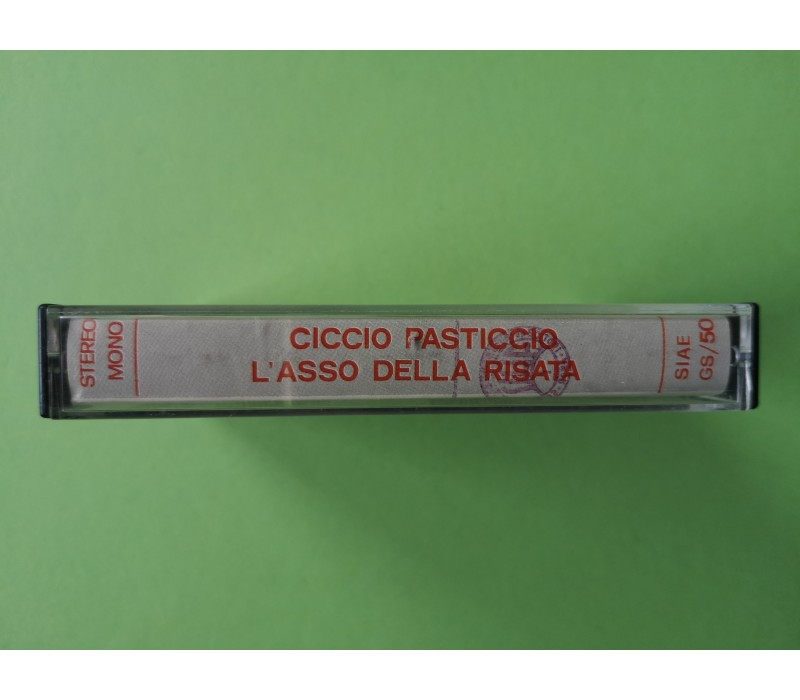 STEREO
MONO
CICCIO PASTICCIO
L'ASSO DELLA RISATA
SIAE
GS/50